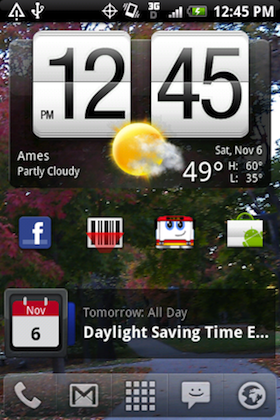 3G
D
12:45 PM
12 45
PM
Ames
Partly Cloudy
Sat, Nov 6
49° H: 60°
L: 35°
f
Nov
6
Tomorrow: All Day
Daylight Saving Time E...